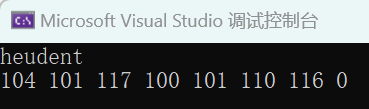 Microsoft Visual Studio 调试控制台
heudent
104 101 117 100 101 110 116 0